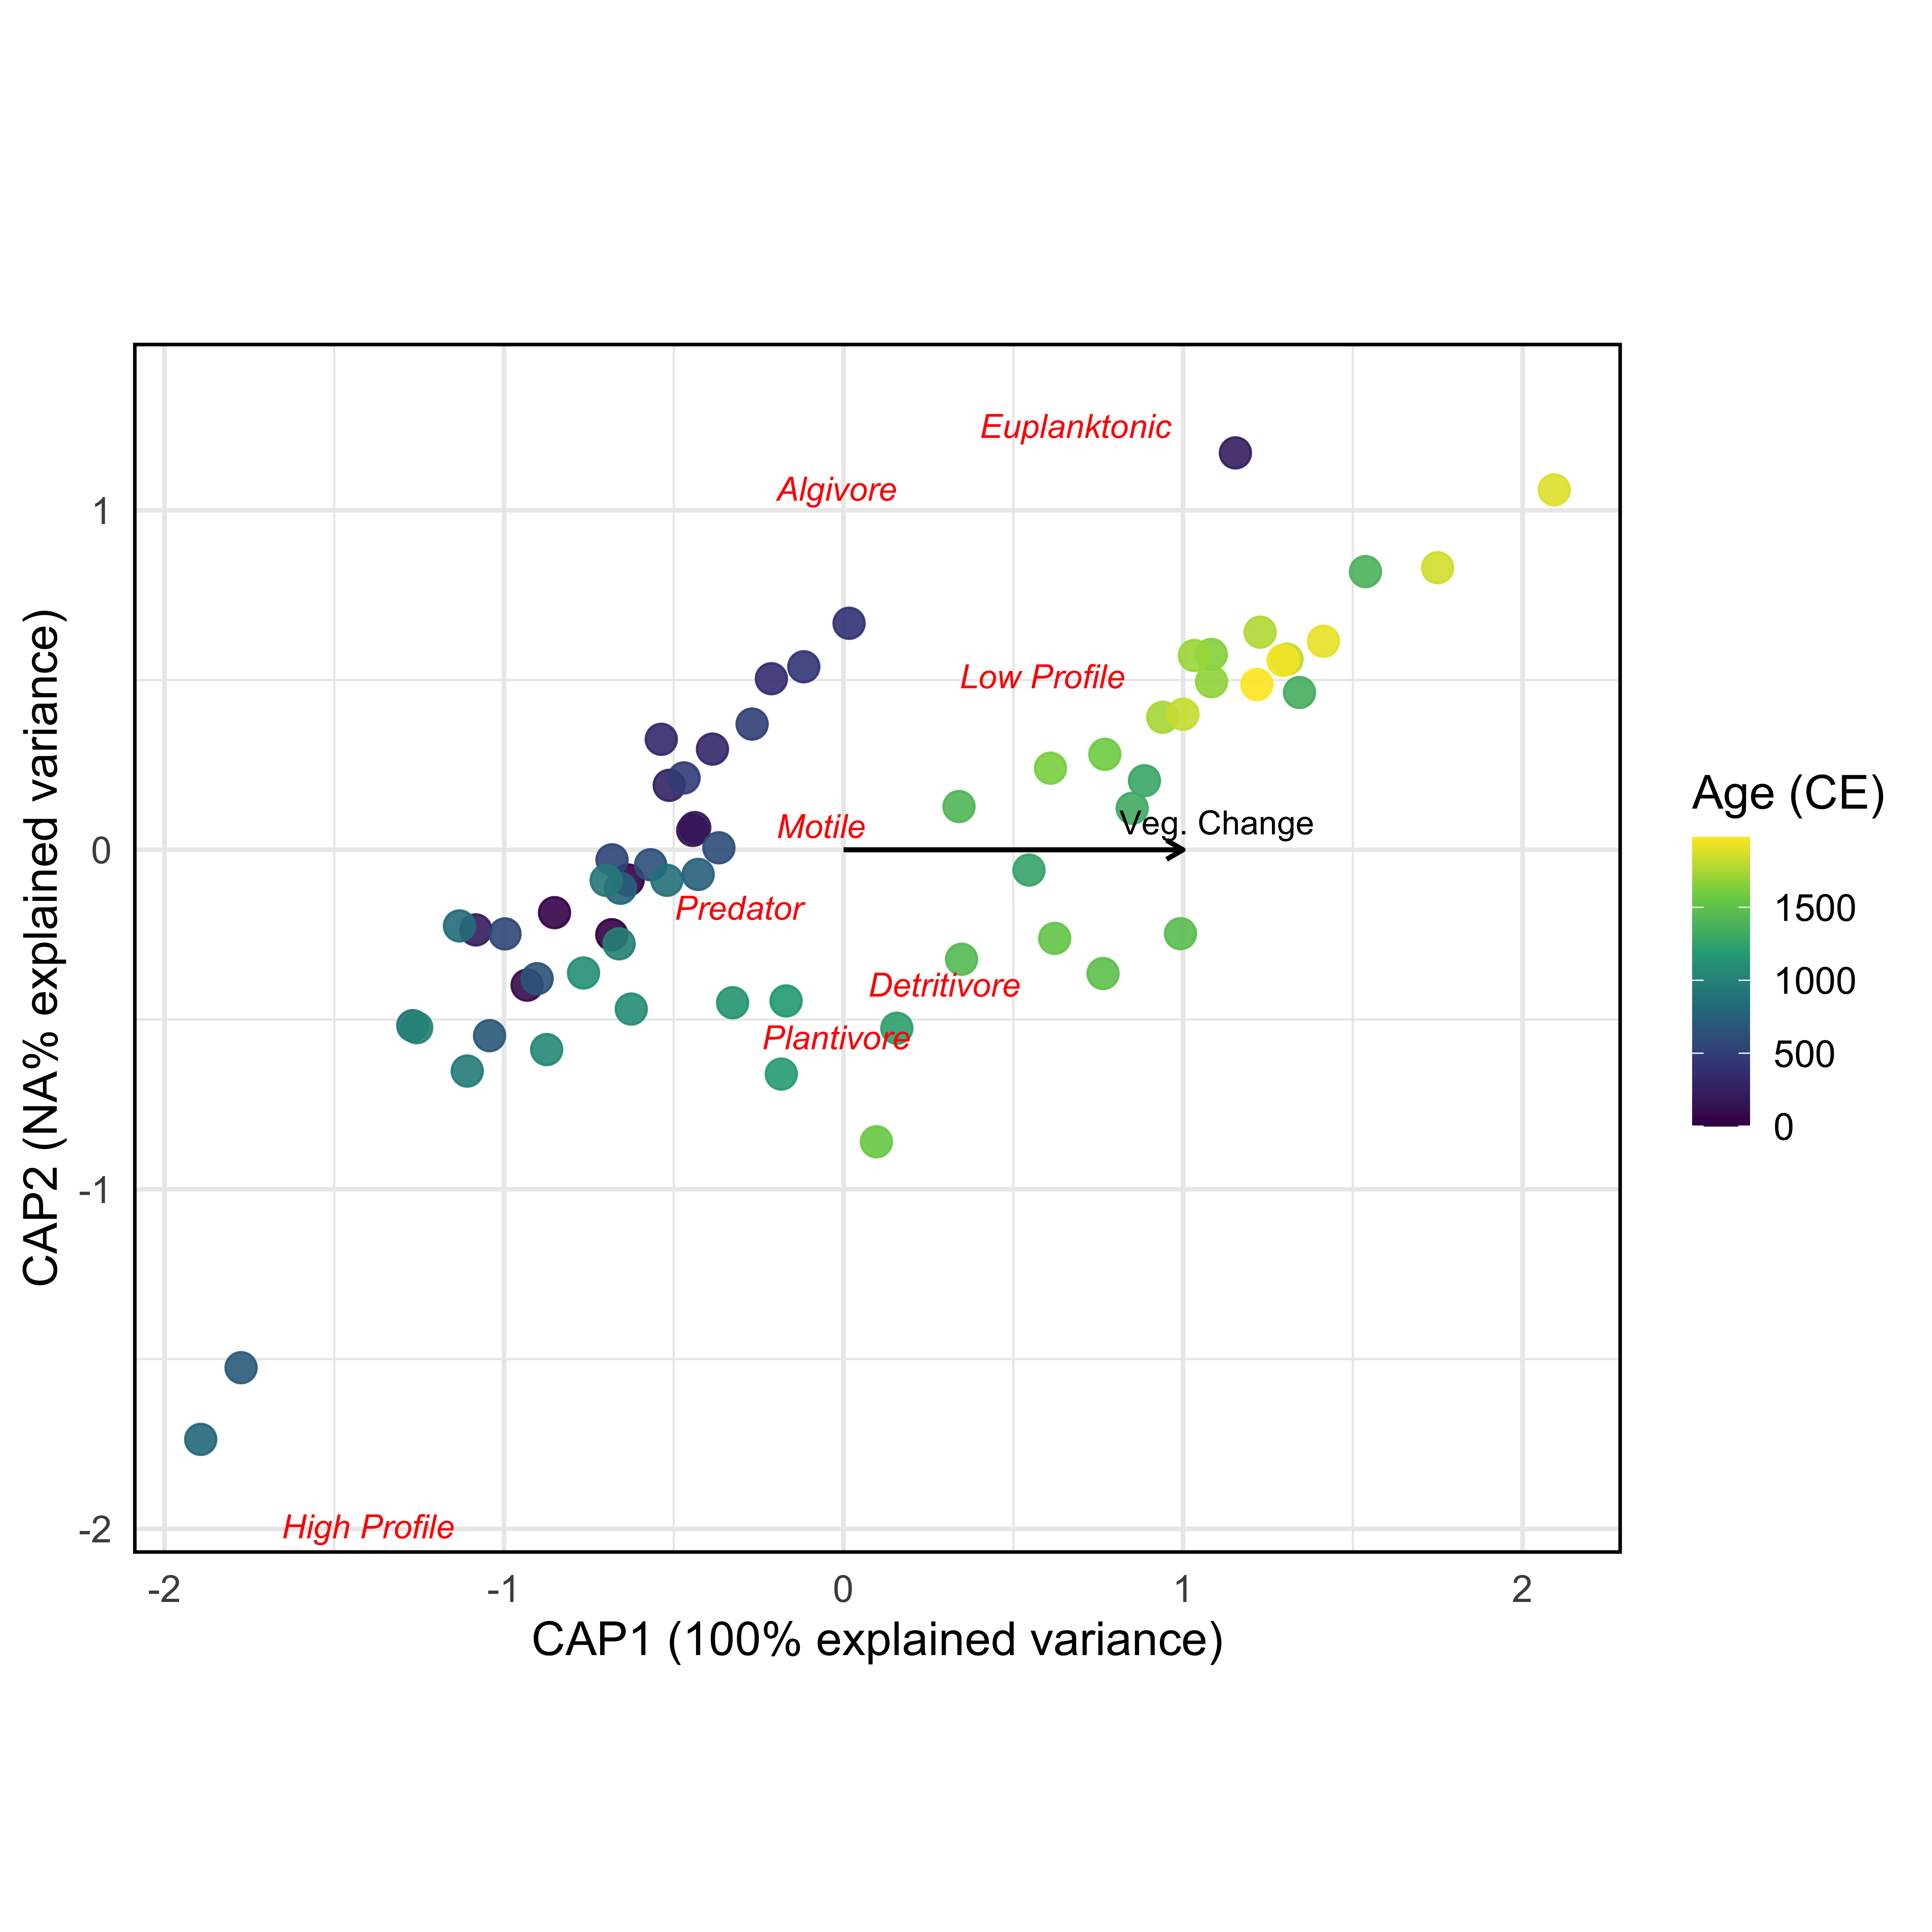 Euplanktonic
Algivore
Low Profile
Motile
Veg. Change
Predator
Detritivore
Plantivore
High Profile
1
0
-1
-2
CAP2 (NA% explained variance)
-2
-1
0
1
2
CAP1 (100% explained variance)
Age (CE)
1500
1000
500
0